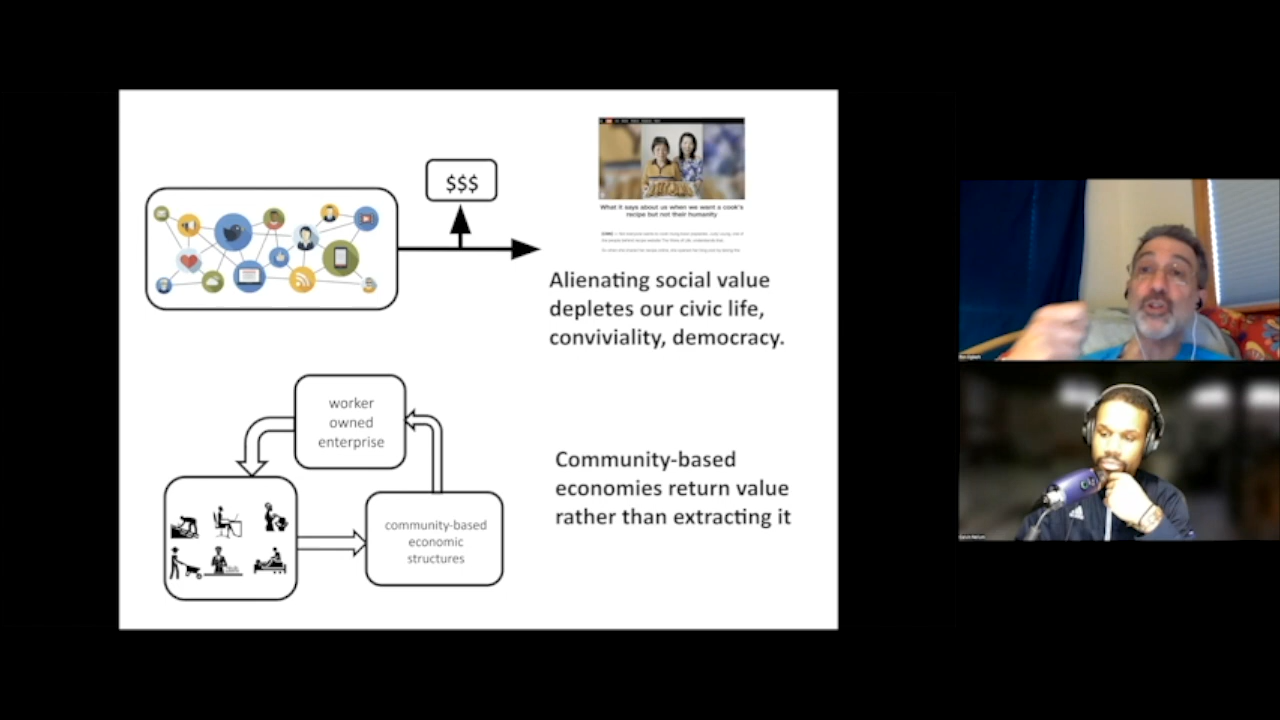 $$$
What it says about us when we want a cook's
recipe but not their humanity
Alienating social value
depletes our civic life,
conviviality, democracy.
worker
owned
enterprise
community-based
economic
structures
Community-based
economies return value
rather than extracting it